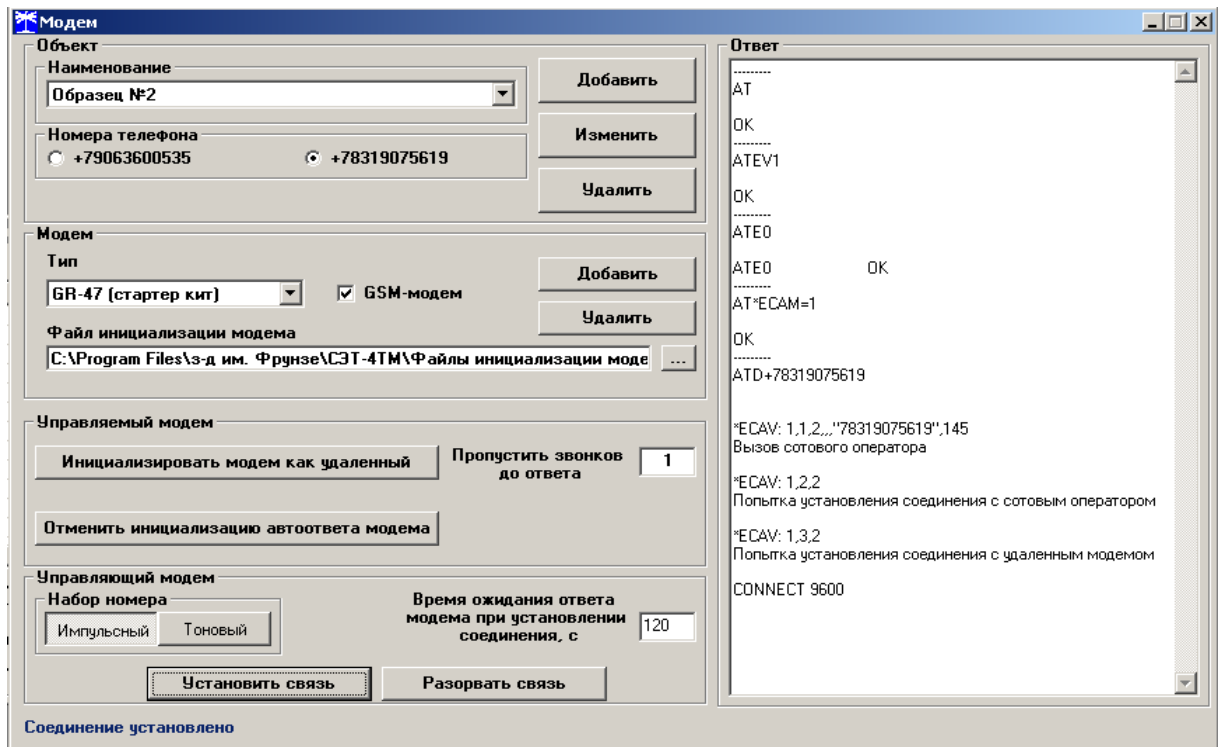 Модем
Объект
Наименование
Образец №2
Добавить
Номера телефона
+79063600535
+78319075619
Изменить
Удалить
Модем
Тип
GR-47 (стартер кит)
GSM-модем
Добавить
Удалить
Файл инициализации модема
C:\Program Files\з-д им. Фрунзе\СЭТ-4ТМ\Файлы инициализации моде
...
Управляемый модем
Инициализировать модем как удаленный
Пропустить звонков
до ответа
1
Отменить инициализацию автоответа модема
Управляющий модем
Набор номера
Импульсный
Тоновый
Время ожидания ответа
модема при установлении
соединения, с
120
Установить связь
Разорвать связь
Соединение установлено
Ответ
---------
AT
OK
---------
ATEV1
OK
---------
ATE0
ATE0 OK
---------
AT*ECAM=1
OK
---------
ATD+78319075619
*ECAV: 1,1,2,,,"78319075619",145
Вызов сотового оператора
*ECAV: 1,2,2
Попытка установления соединения с сотовым оператором
*ECAV: 1,3,2
Попытка установления соединения с удаленным модемом
CONNECT 9600